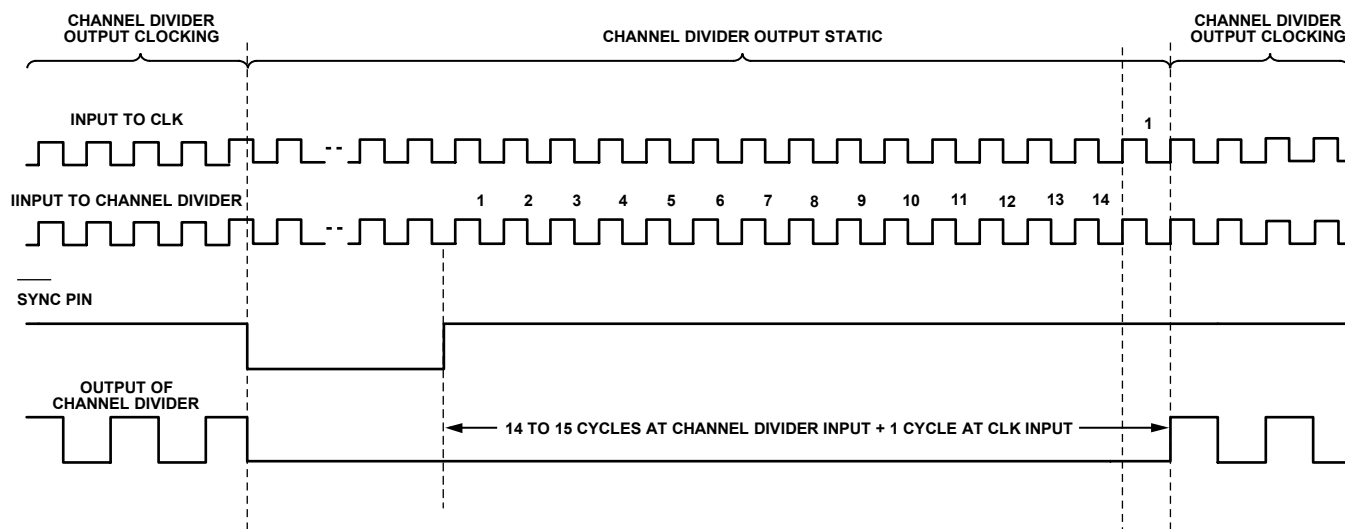 CHANNEL DIVIDER
OUTPUT CLOCKING
CHANNEL DIVIDER OUTPUT STATIC
CHANNEL DIVIDER
OUTPUT CLOCKING
INPUT TO CLK
1
IINPUT TO CHANNEL DIVIDER
1 2 3 4 5 6 7 8 9 10 11 12 13 14
SYNC PIN
OUTPUT OF
CHANNEL DIVIDER
14 TO 15 CYCLES AT CHANNEL DIVIDER INPUT + 1 CYCLE AT CLK INPUT